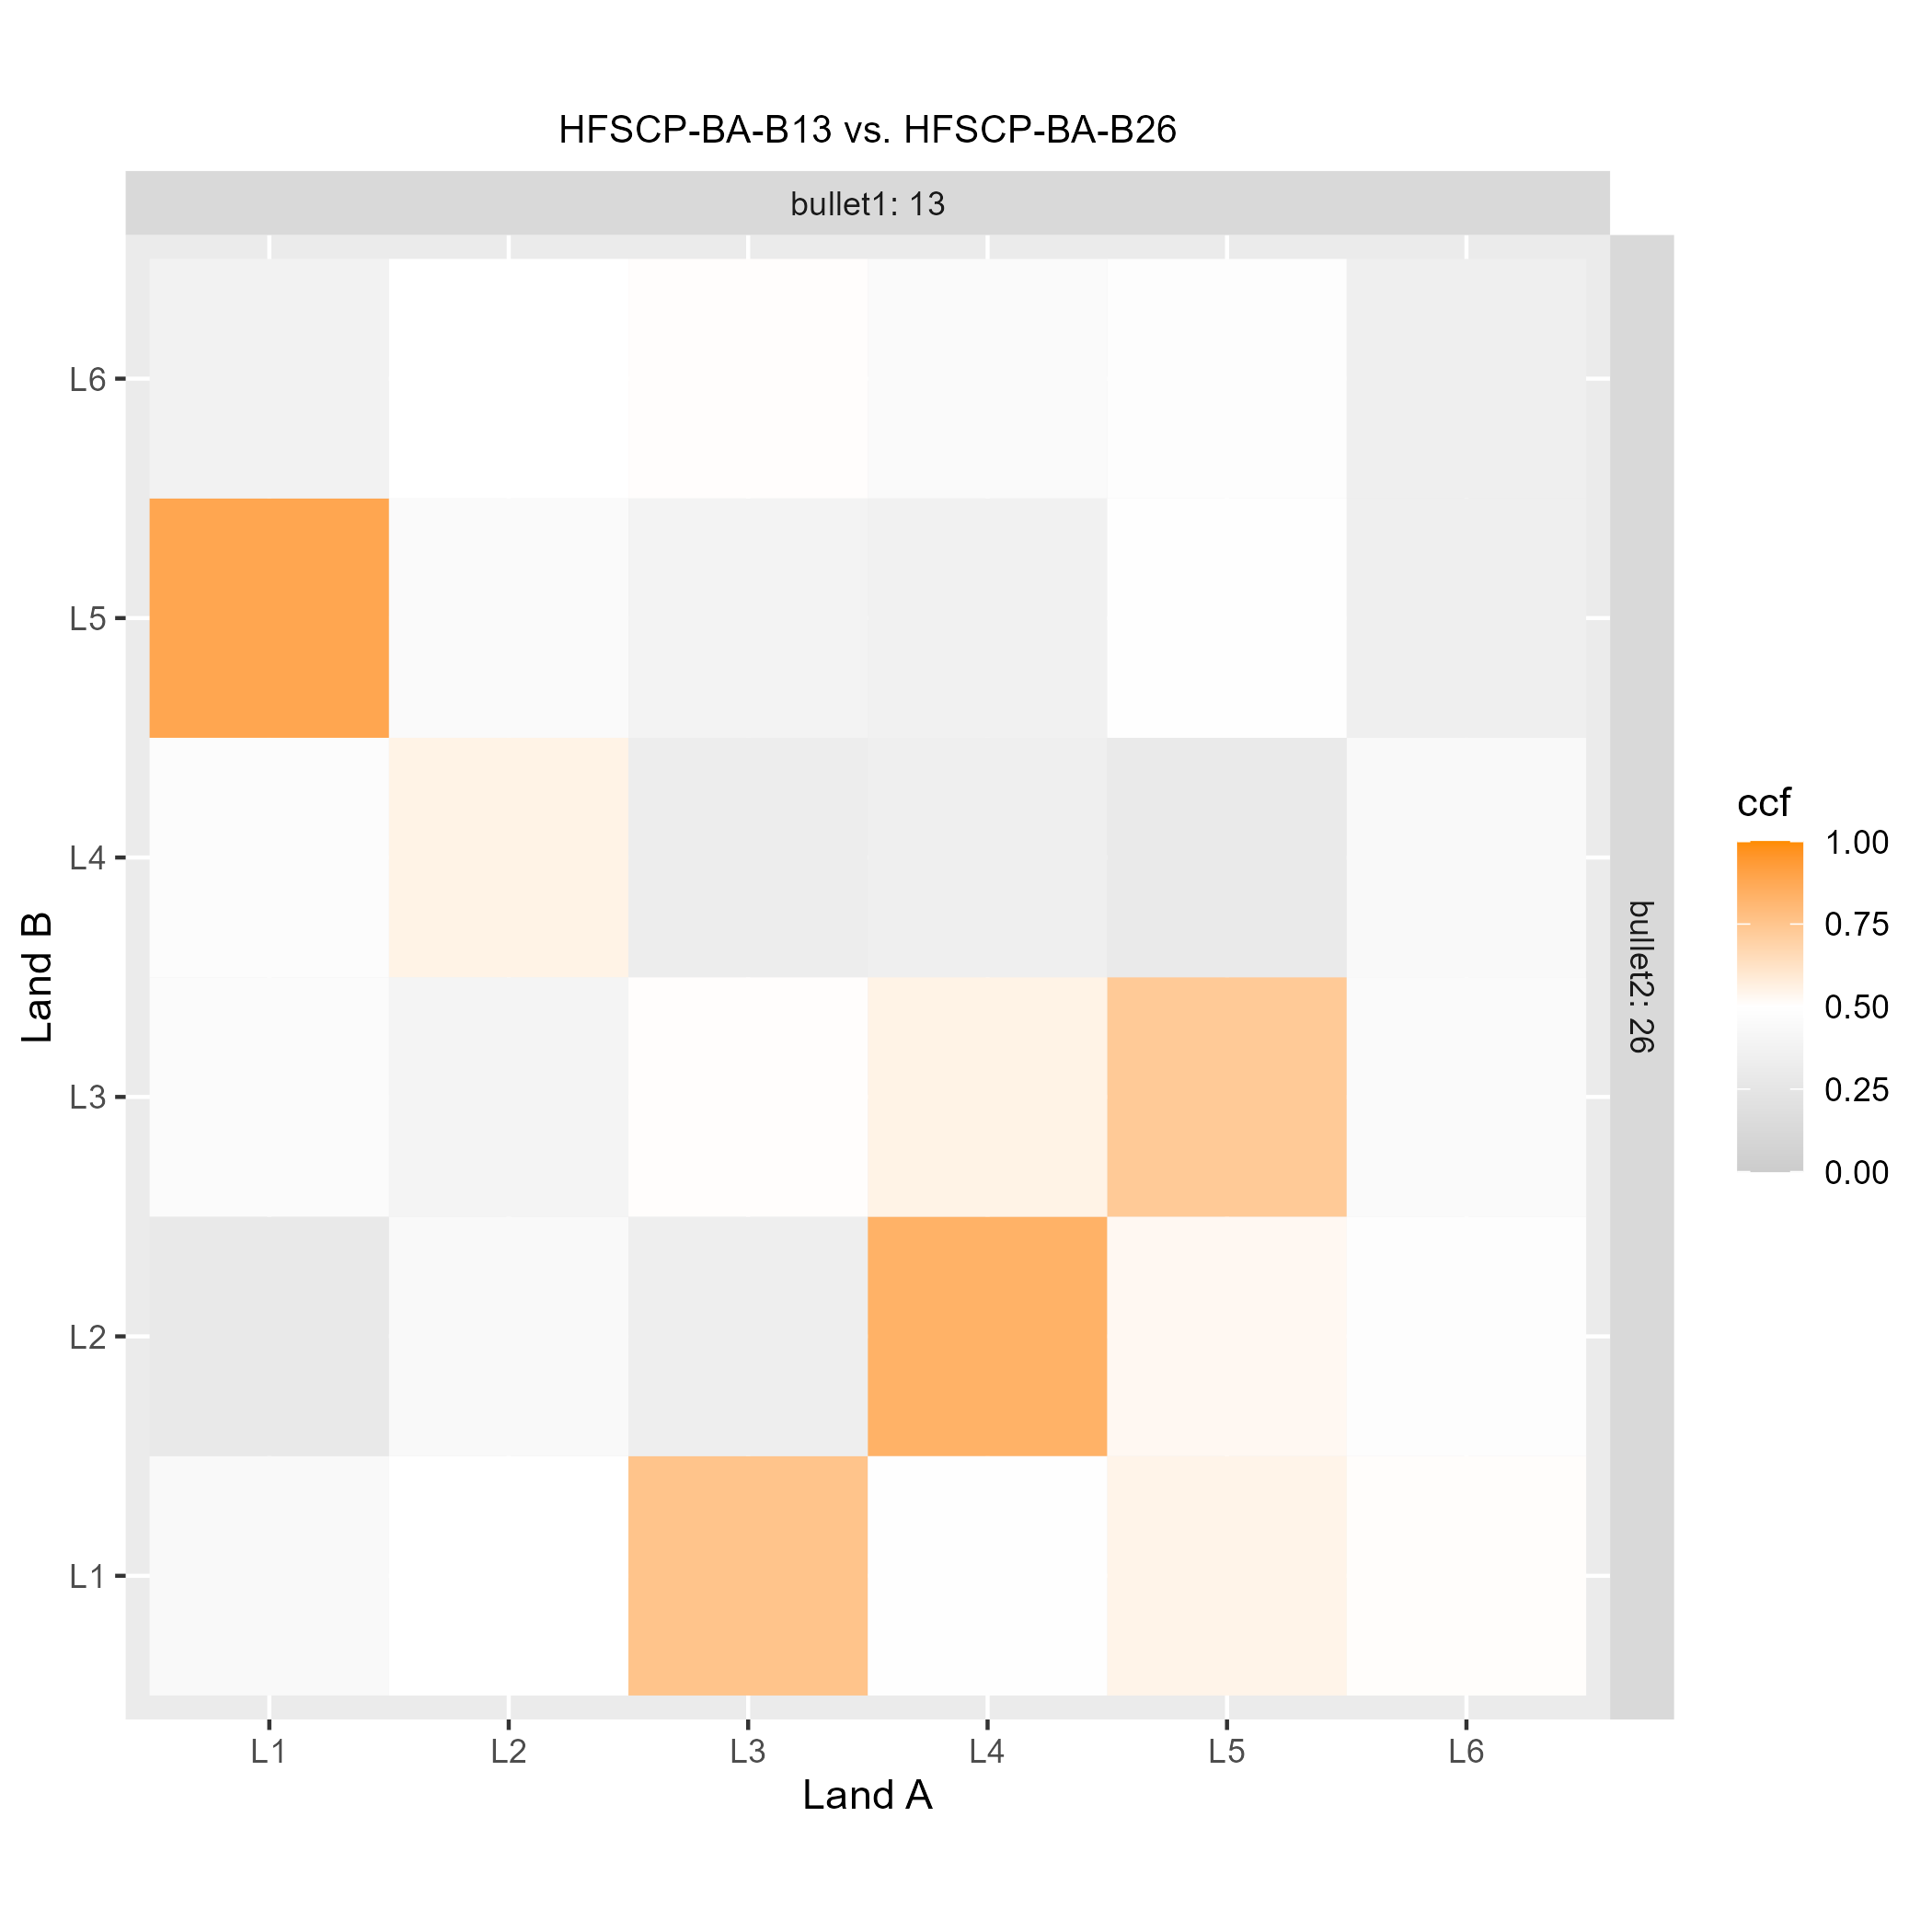 HFSCP-BA-B13 vs. HFSCP-BA-B26
bullet1: 13
bullet2: 26
L6
L5
L4
L3
L2
L1
Land B
L1
L2
L3
L4
L5
L6
Land A
ccf
1.00
0.75
0.50
0.25
0.00